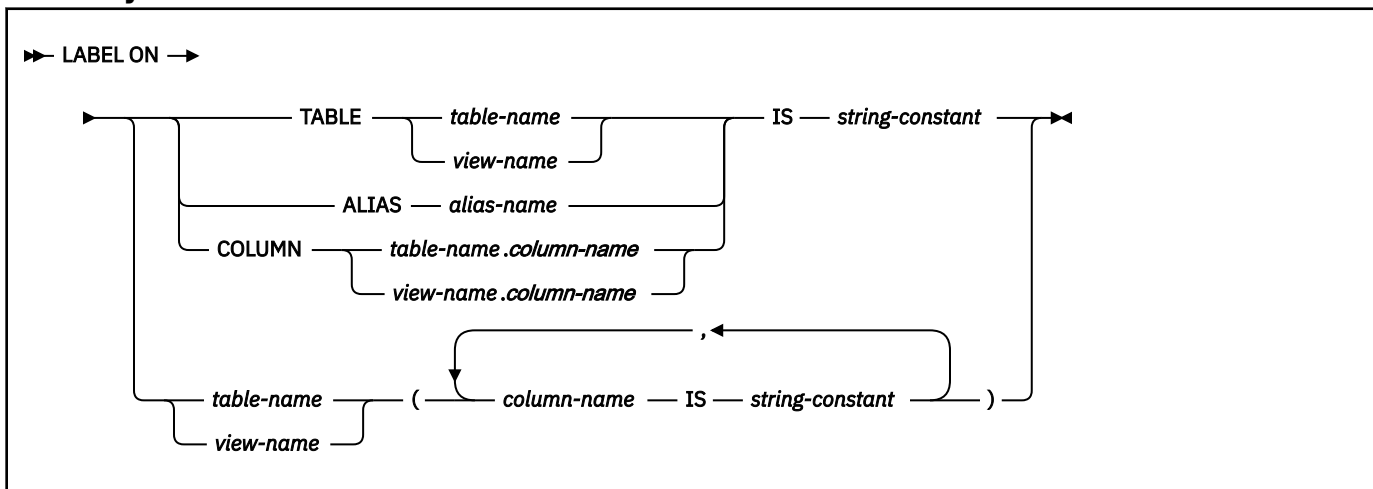 LABEL ON
TABLE table-name IS string-constant
view-name
ALIAS alias-name
COLUMN table-name.column-name
view-name.column-name
,
table-name ( column-name IS string-constant )
view-name